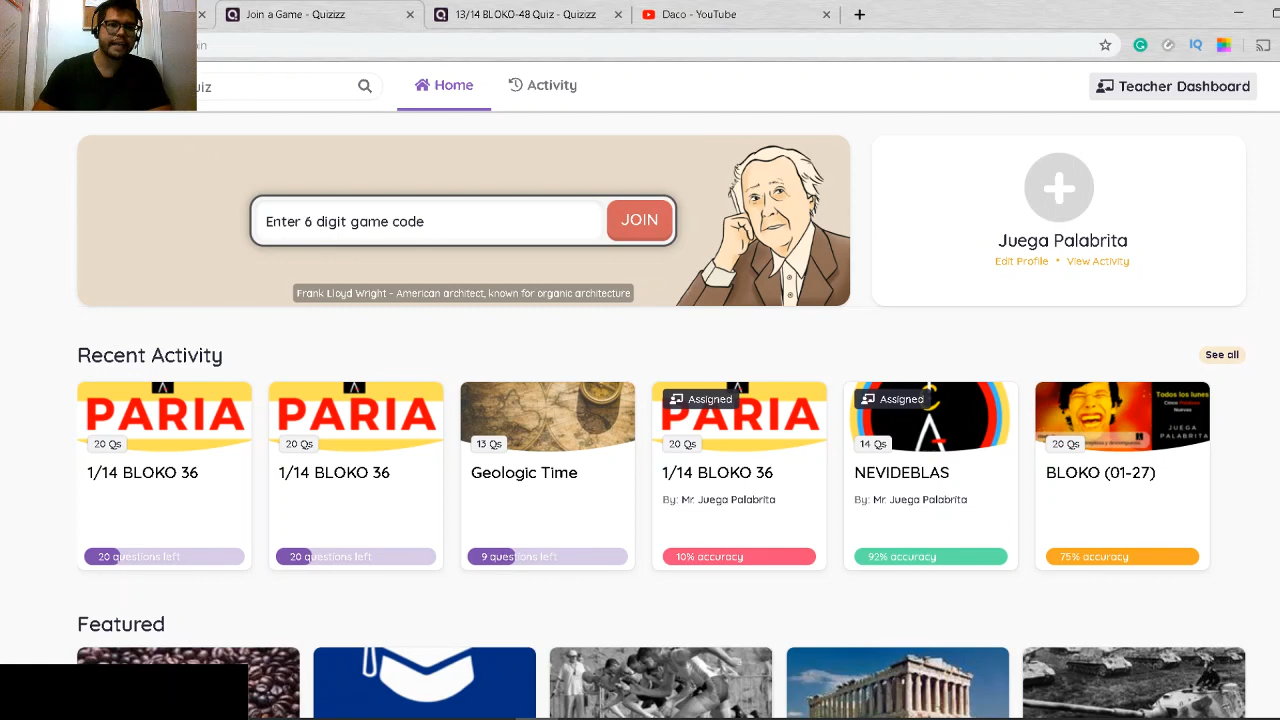 Join a Game - Quizizz
13/14 BLOKO-4B Quiz - Quizizz
Daco - YouTube
in
uiz
Home
Activity
Teacher Dashboard
Enter 6 digit game code
JOIN
Frank Lloyd Wright - American architect, known for organic architecture
Juega Palabrita
Edit Profile • View Activity
Recent Activity
See all
PARIA
20 Qs
1/14 BLOKO 36
20 questions left
PARIA
20 Qs
1/14 BLOKO 36
20 questions left
13 Qs
Geologic Time
9 questions left
Assigned
PARIA
20 Qs
1/14 BLOKO 36
By: Mr. Juega Palabrita
10% accuracy
Assigned
14 Qs
NEVIDEBLAS
By: Mr. Juega Palabrita
92% accuracy
Todos los lunes
Nuevos
JUEGA
PALABRITA
20 Qs
BLOKO (01-27)
75% accuracy
Featured